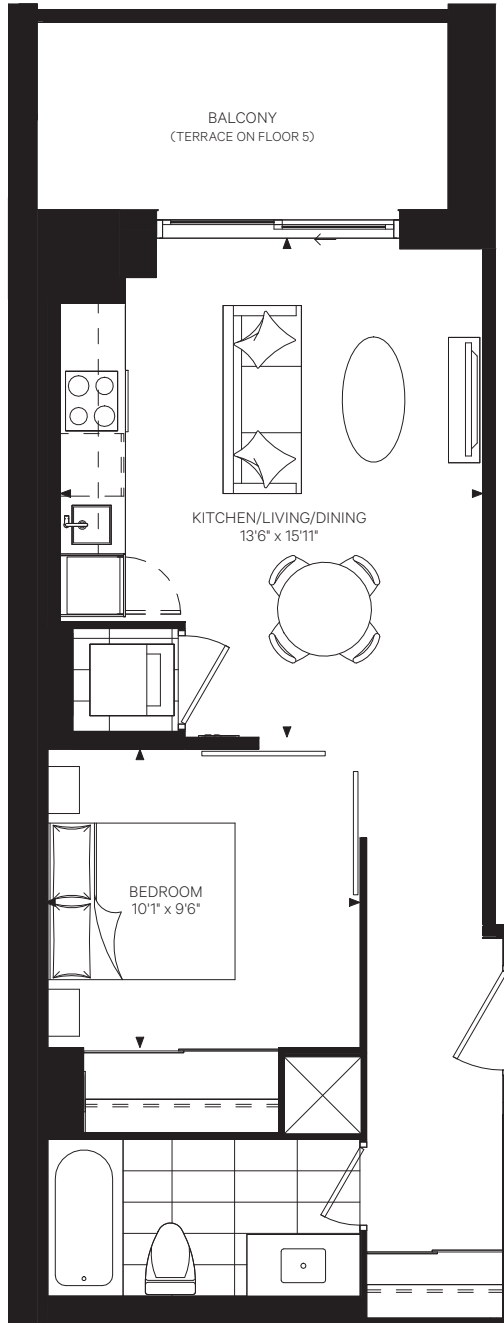 BALCONY
(TERRACE ON FLOOR 5)
KITCHEN/LIVING/DINING
13'6" x 15'11"
BEDROOM
10'1" x 9'6"